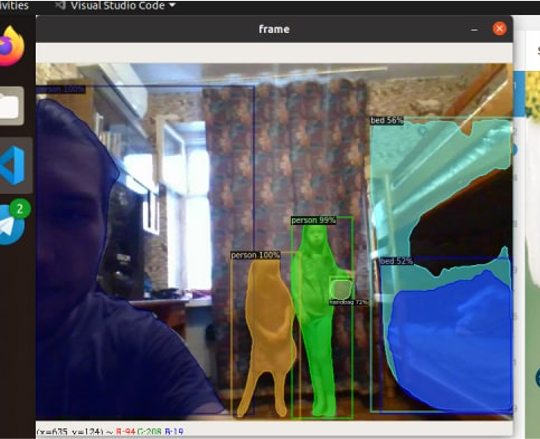 ivities
Visual Studio Code
frame
person 100%
bed 56%
person 99%
person 100%
bed 52%
handbag 72%
2
(x=635, y=124) ~ R:94 G:208 B:19